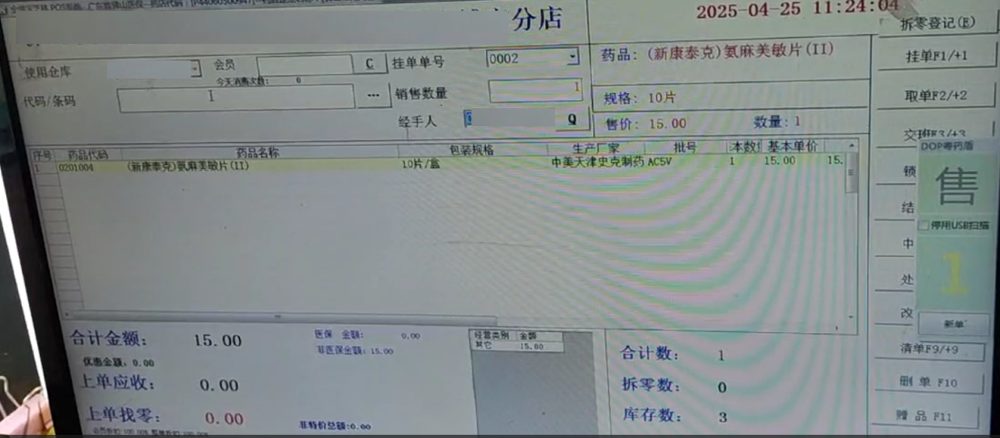 分店
2025-04-25 11:24:04
拆零登记(E)
使用仓库
会员
C
挂单单号
0002
药品: (新康泰克)氨麻美敏片(II)
挂单F1/+1
今天消费次数: 0
代码/条码
...
销售数量
1
规格: 10片
取单F2/+2
经手人
Q
售价: 15.00
数量: 1
交班F3/+3
序号 药品代码 药品名称 包装规格 生产厂家 批号 本数 基本单价
1 0201004 (新康泰克)氨麻美敏片(II) 10片/盒 中美天津史克制药 AC5V 1 15.00 15.
DOP粤药盾
售
锁
结
停用USB扫描
中
1
处
改
新单
合计金额: 15.00
医保 金额: 0.00
非医保金额: 15.00
经营类别 金额
其它 15.00
合计数: 1
清单F9/+9
优惠金额: 0.00
上单应收: 0.00
拆零数: 0
删 单 F10
上单找零: 0.00
非特价总额:0.00
库存数: 3
赠 品 F11